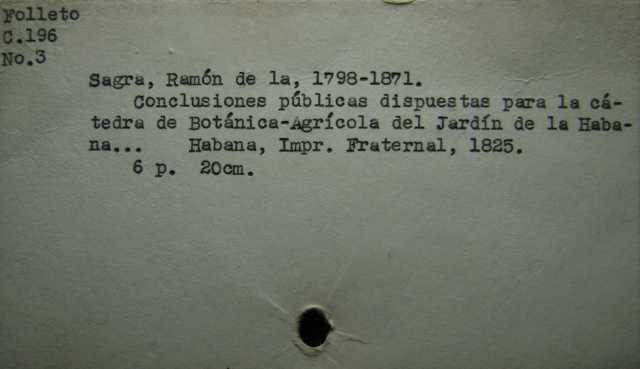 Folleto
C.196
No.3
Sagra, Ramón de la, 1798-1871.
Conclusiones públicas dispuestas para la cá-
tedra de Botánica-Agrícola del Jardín de la Haba-
na... Habana, Impr. Fraternal, 1825.
6 p. 20cm.